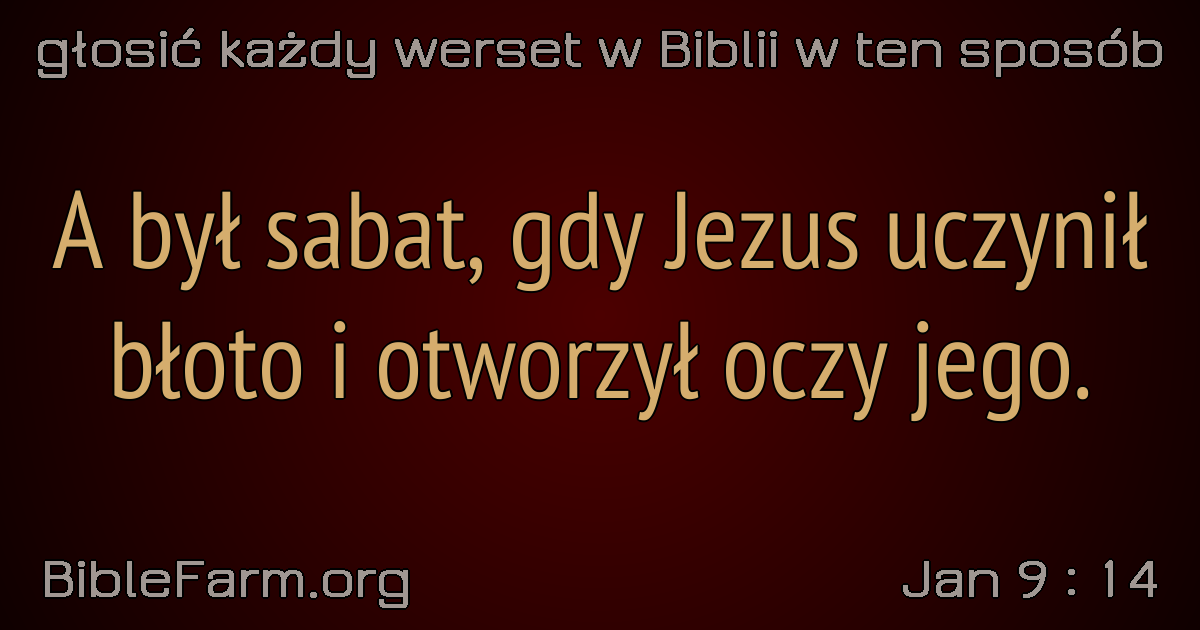 głosić każdy werset w Biblii w ten sposób
A był sabat, gdy Jezus uczynił
błoto i otworzył oczy jego.
BibleFarm.org
Jan 9 : 14